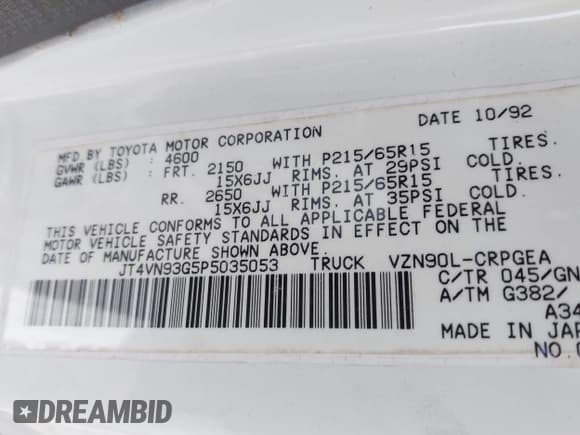 DATE 10/92
MFD BY TOYOTA MOTOR CORPORATION
GVWR (LBS) : 4600
GAWR (LBS) : FRT. 2150 WITH P215/65R15 TIRES.
15X6JJ RIMS. AT 29PSI COLD.
RR. 2650 WITH P215/65R15 TIRES.
15X6JJ RIMS. AT 35PSI COLD.
THIS VEHICLE CONFORMS TO ALL APPLICABLE FEDERAL
MOTOR VEHICLE SAFETY STANDARDS IN EFFECT ON THE
DATE OF MANUFACTURE SHOWN ABOVE.
JT4VN93G5P5035053 TRUCK VZN90L-CRPGEA
C/TR 045/GN
A/TM G382/
A34
MADE IN JAP
NO.
DREAMBID